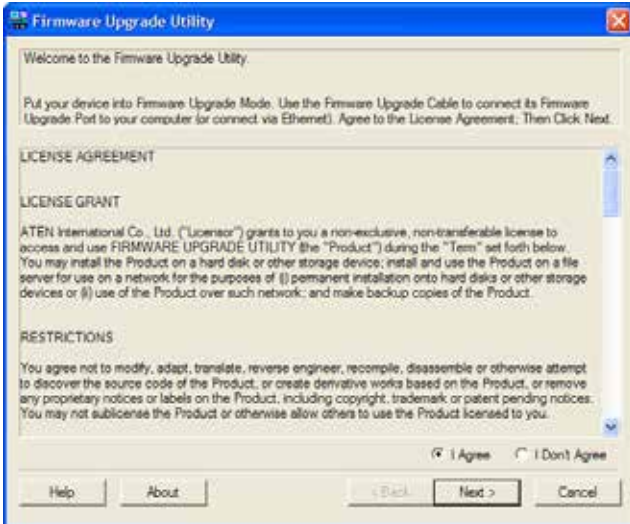 Firmware Upgrade Utility
Welcome to the Firmware Upgrade Utility.
Put your device into Firmware Upgrade Mode. Use the Firmware Upgrade Cable to connect its Firmware
Upgrade Port to your computer (or connect via Ethernet). Agree to the License Agreement; Then Click Next.
LICENSE AGREEMENT
LICENSE GRANT
ATEN International Co., Ltd. ("Licensor") grants to you a non-exclusive, non-transferable license to
access and use FIRMWARE UPGRADE UTILITY (the "Product") during the "Term" set forth below.
You may install the Product on a hard disk or other storage device; install and use the Product on a file
server for use on a network for the purposes of (i) permanent installation onto hard disks or other storage
devices or (ii) use of the Product over such network; and make backup copies of the Product.
RESTRICTIONS
You agree not to modify, adapt, translate, reverse engineer, recompile, disassemble or otherwise attempt
to discover the source code of the Product, or create derivative works based on the Product, or remove
any proprietary notices or labels on the Product, including copyright, trademark or patent pending notices.
You may not sublicense the Product or otherwise allow others to use the Product licensed to you.
I Agree I Don't Agree
Help About < Back Next > Cancel